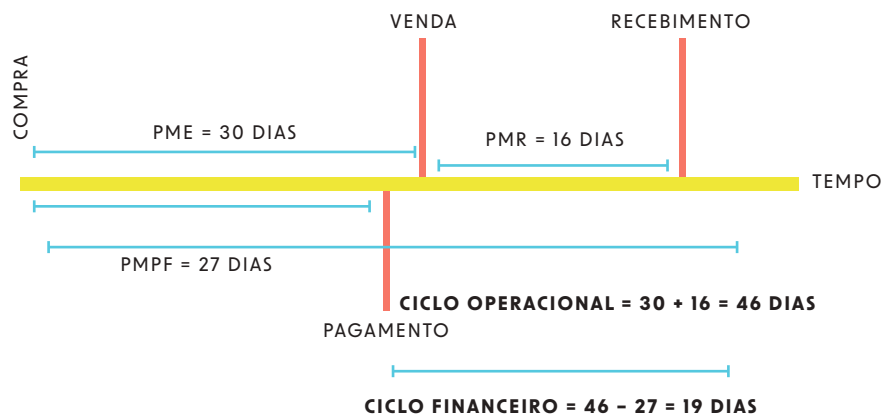 VENDA
RECEBIMENTO
COMPRA
PME = 30 DIAS
PMR = 16 DIAS
TEMPO
PMPF = 27 DIAS
CICLO OPERACIONAL = 30 + 16 = 46 DIAS
PAGAMENTO
CICLO FINANCEIRO = 46 – 27 = 19 DIAS